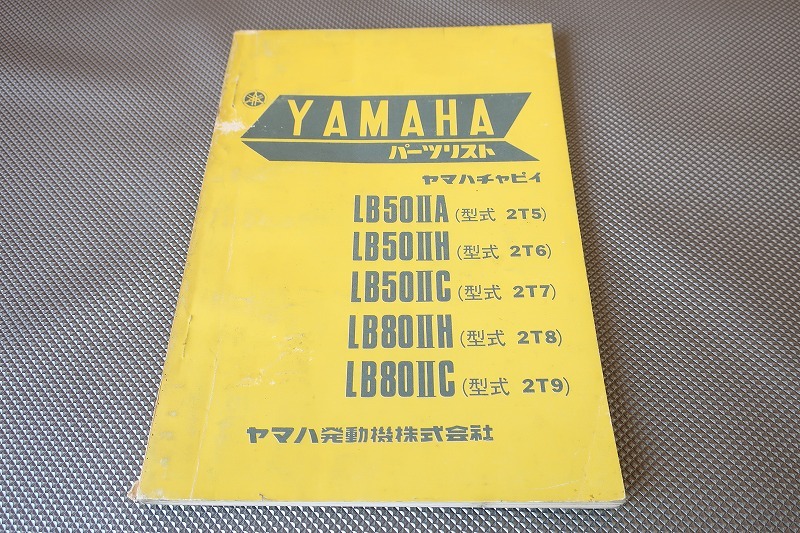 YAMAHA
パーツリスト
ヤマハチャピイ
LB50ⅡA (型式 2T5)
LB50ⅡH (型式 2T6)
LB50ⅡC (型式 2T7)
LB80ⅡH (型式 2T8)
LB80ⅡC (型式 2T9)
ヤマハ発動機株式会社